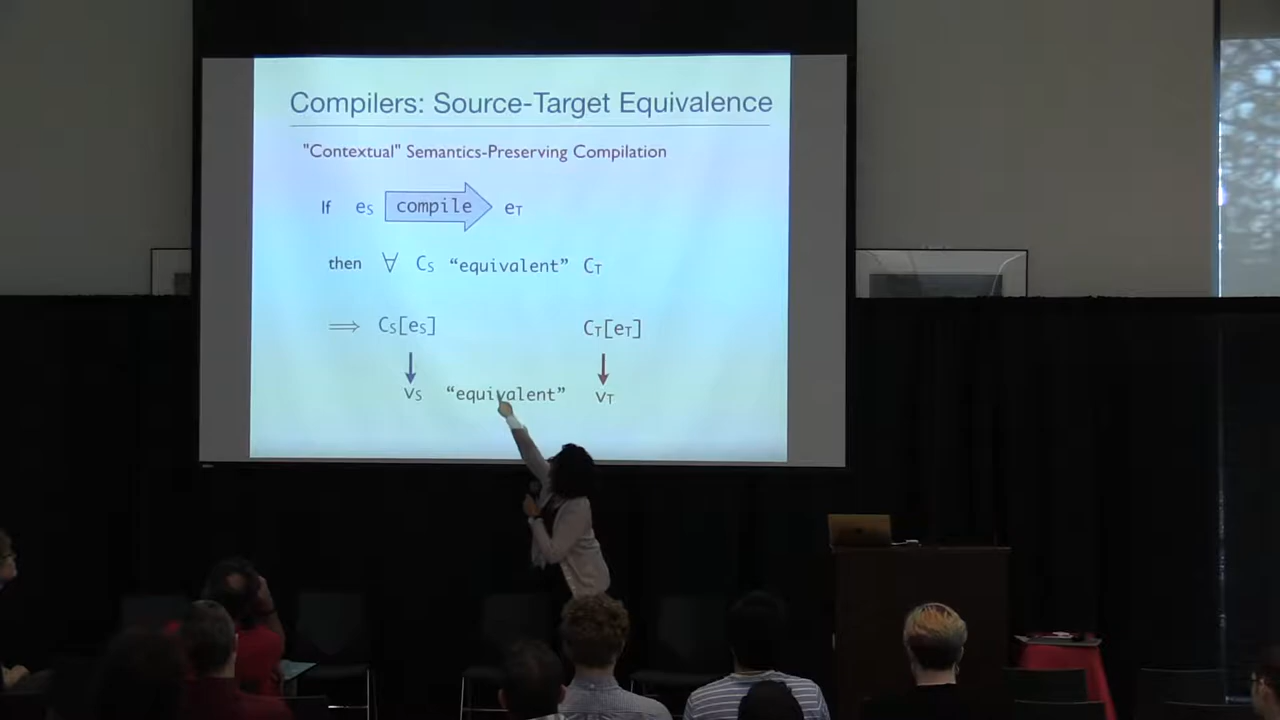 Compilers: Source-Target Equivalence
"Contextual" Semantics-Preserving Compilation
If eS compile eT
then ∀ CS “equivalent” CT
⟹ CS[eS] CT[eT]
vS “equivalent” vT